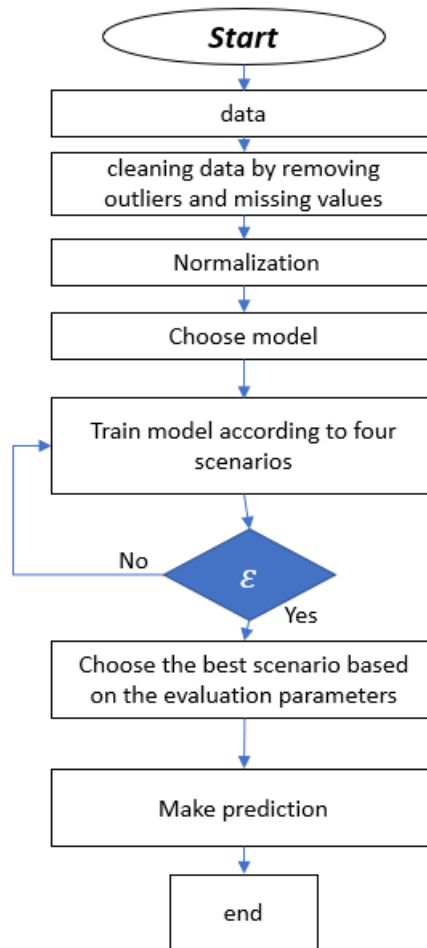 Start
data
cleaning data by removing
outliers and missing values
Normalization
Choose model
Train model according to four
scenarios
No
ε
Yes
Choose the best scenario based
on the evaluation parameters
Make prediction
end